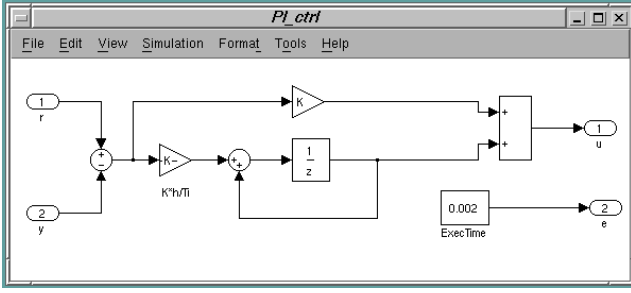 PI_ctrl
File Edit View Simulation Format Tools Help
1
r
K
+
-
-K-
K*h/Ti
+
+
1
z
+
+
1
u
2
y
0.002
ExecTime
2
e